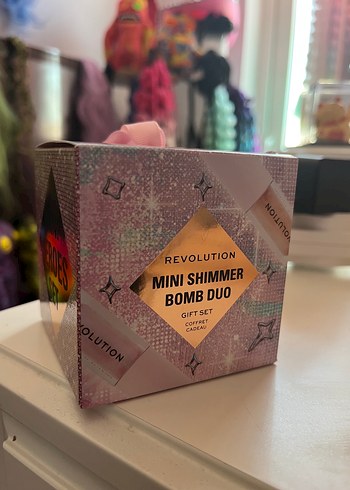 REVOLUTION
MINI SHIMMER
BOMB DUO
GIFT SET
COFFRET
CADEAU
OLUTION
OLUTION